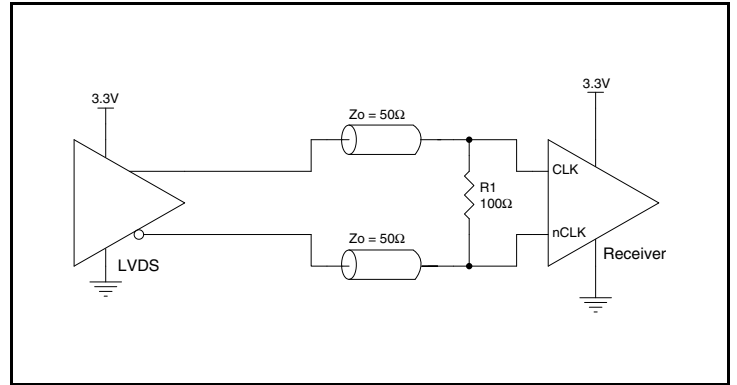 3.3V
3.3V
Zo = 50Ω
CLK
R1
100Ω
nCLK
Zo = 50Ω
Receiver
LVDS